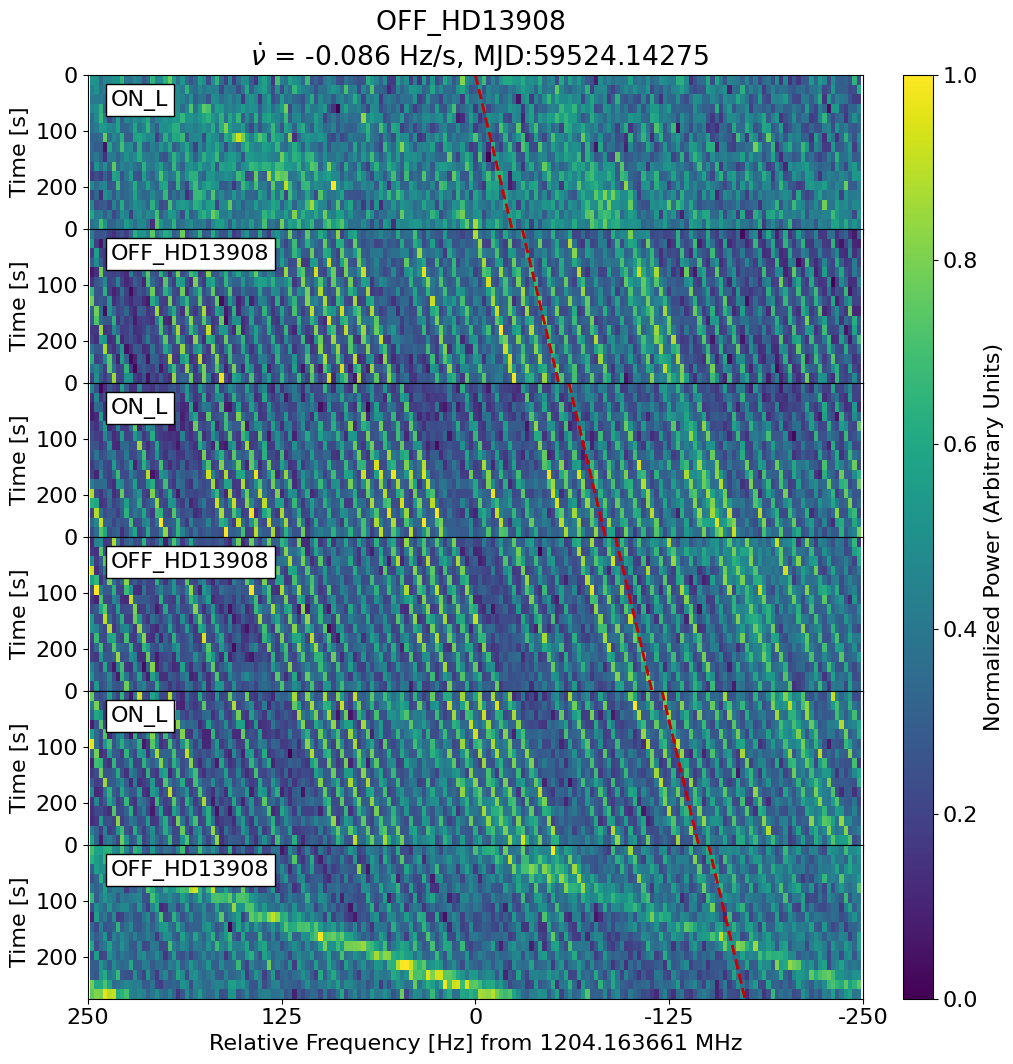 OFF_HD13908
ν̇ = -0.086 Hz/s, MJD:59524.14275
0
ON_L
Time [s]
100
200
0
OFF_HD13908
Time [s]
100
200
0
ON_L
Time [s]
100
200
0
OFF_HD13908
Time [s]
100
200
0
ON_L
Time [s]
100
200
0
OFF_HD13908
Time [s]
100
200
250 125 0 -125 -250
Relative Frequency [Hz] from 1204.163661 MHz
1.0
0.8
0.6
0.4
0.2
0.0
Normalized Power (Arbitrary Units)